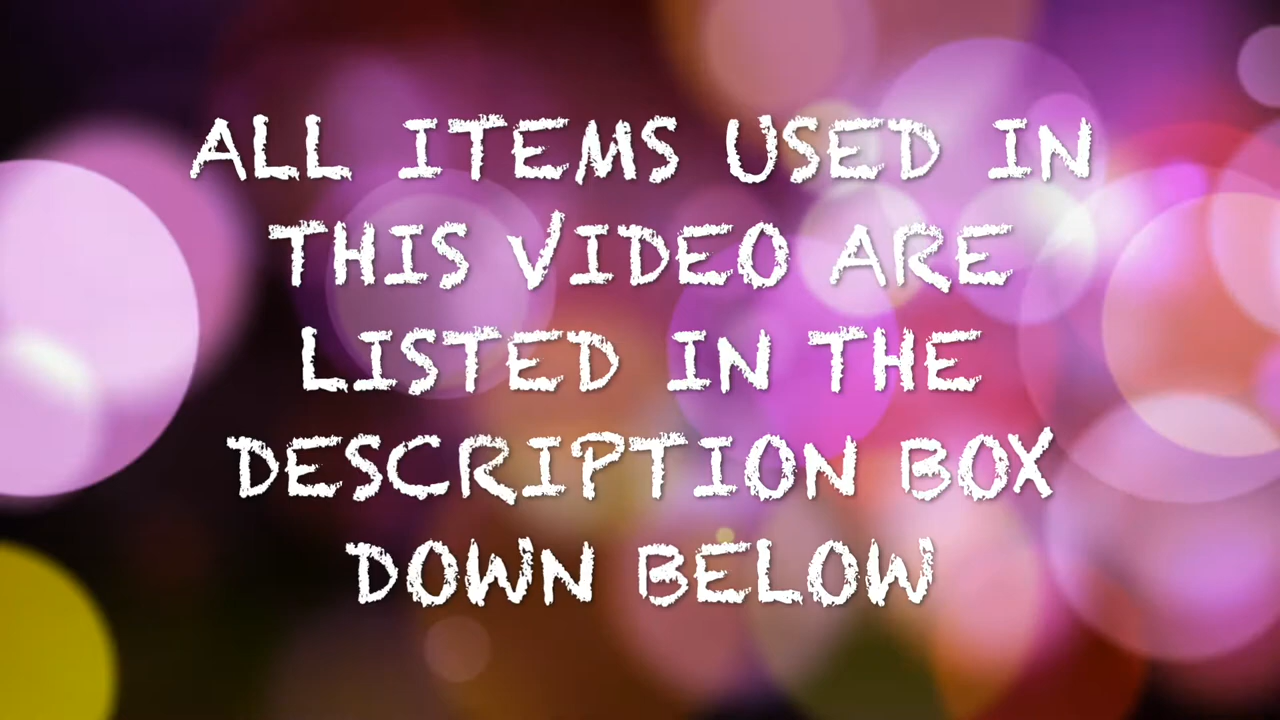 ALL ITEMS USED IN
THIS VIDEO ARE
LISTED IN THE
DESCRIPTION BOX
DOWN BELOW